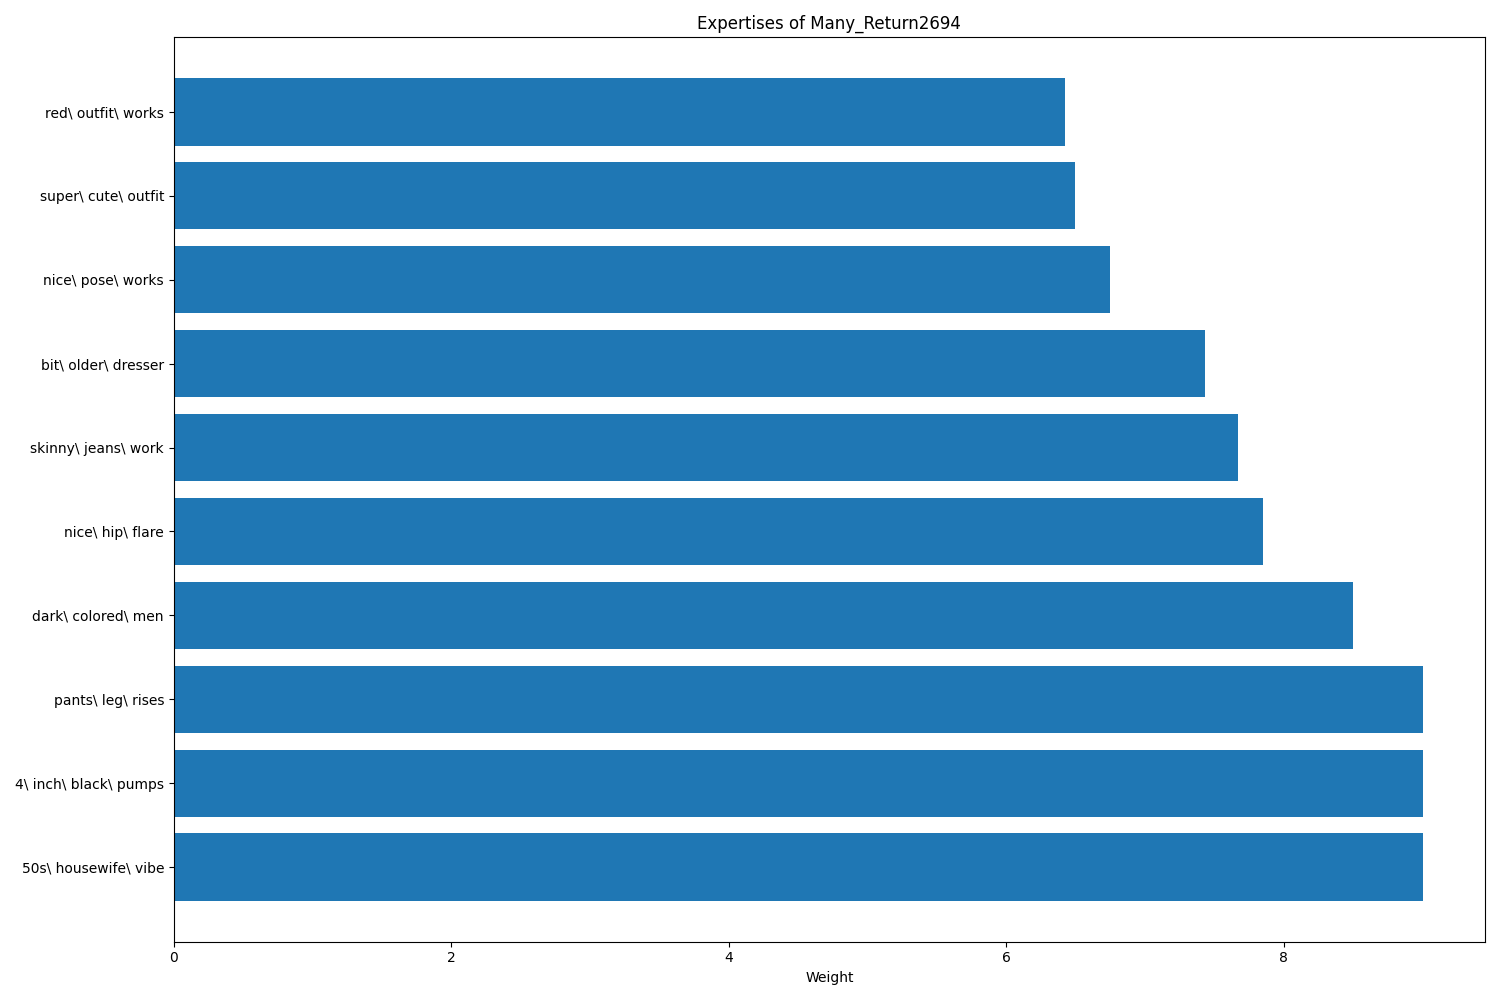 Expertises of Many_Return2694
red\ outfit\ works
super\ cute\ outfit
nice\ pose\ works
bit\ older\ dresser
skinny\ jeans\ work
nice\ hip\ flare
dark\ colored\ men
pants\ leg\ rises
4\ inch\ black\ pumps
50s\ housewife\ vibe
0 2 4 6 8
Weight